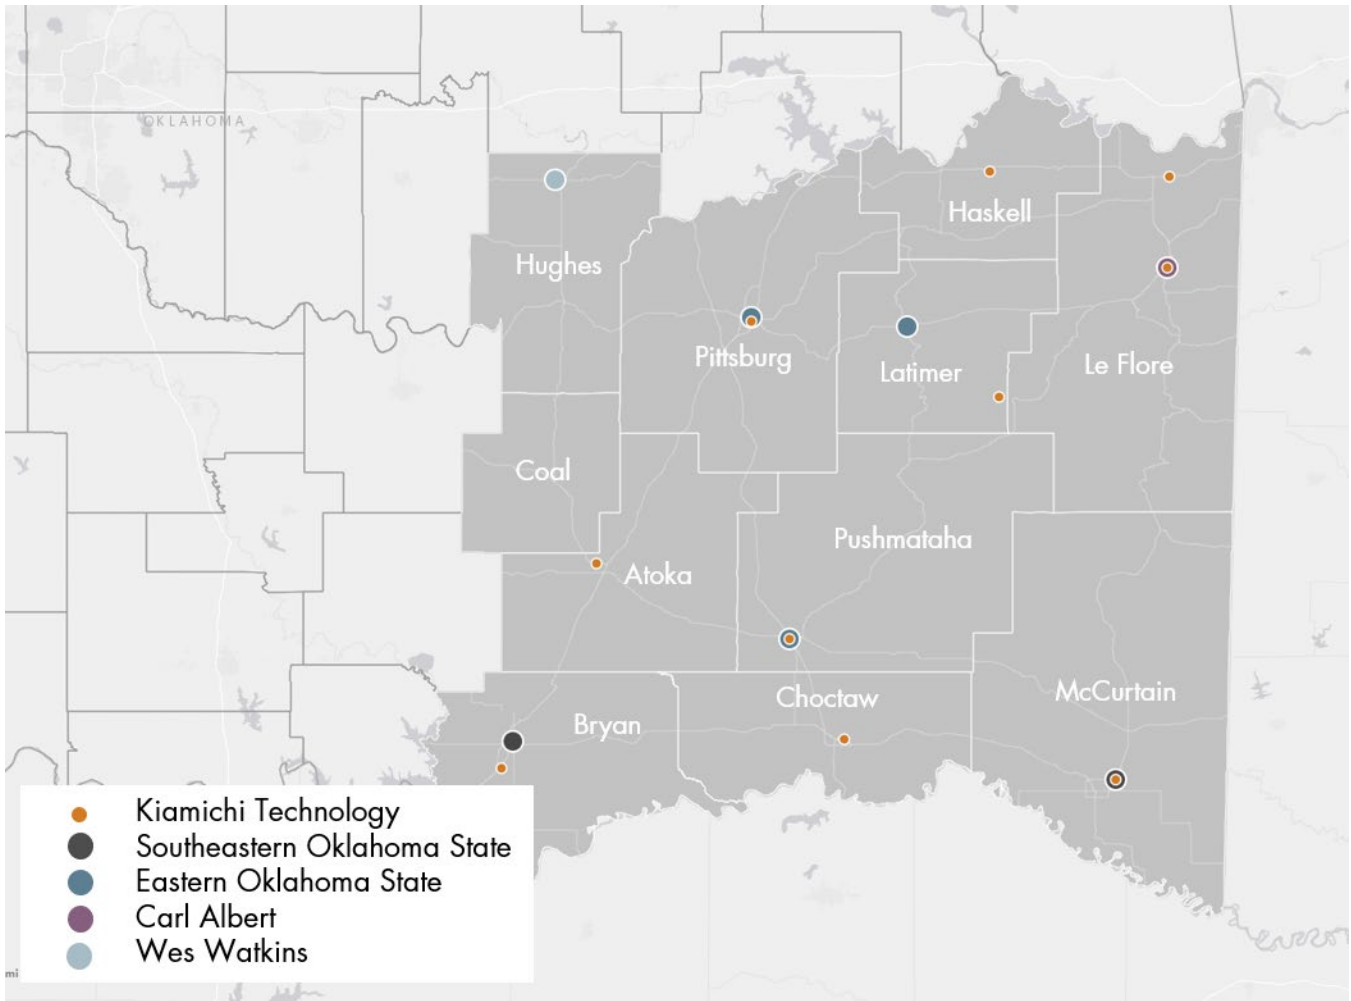 OKLAHOMA
Haskell
Hughes
Pittsburg
Latimer
Le Flore
Coal
Pushmataha
Atoka
McCurtain
Choctaw
Bryan
Kiamichi Technology
Southeastern Oklahoma State
Eastern Oklahoma State
Carl Albert
Wes Watkins
mi